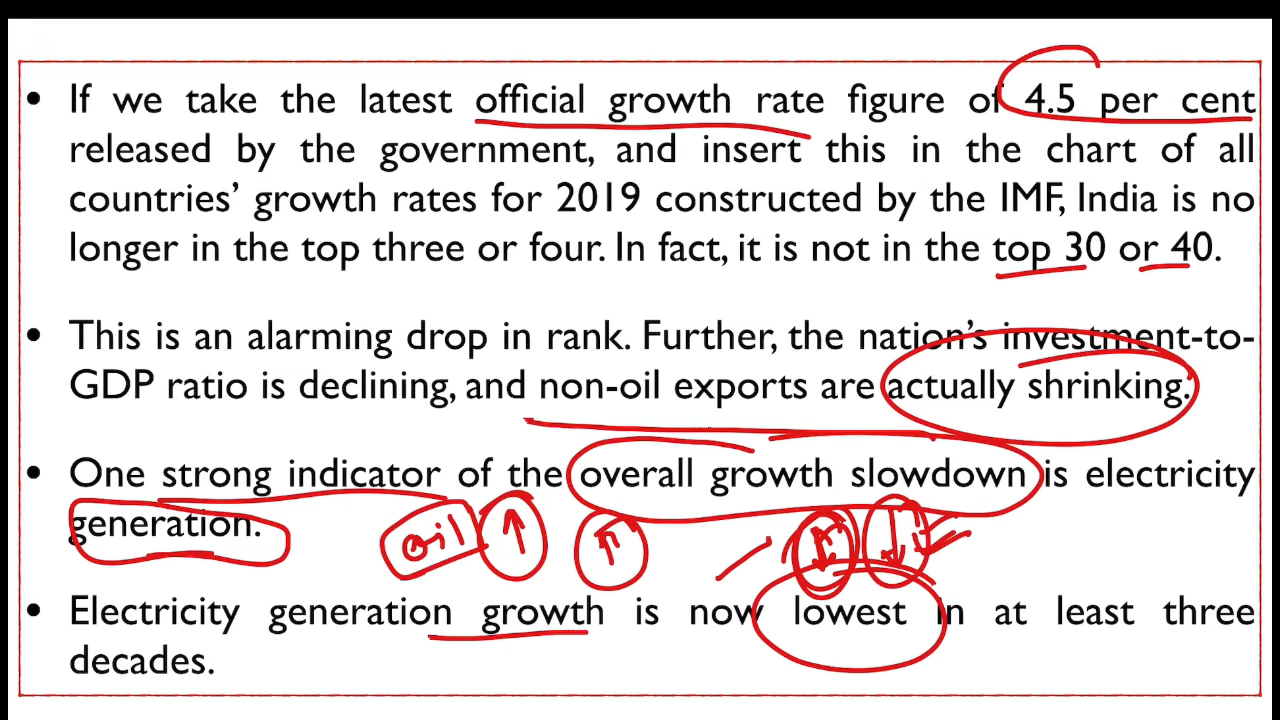 • If we take the latest official growth rate figure of 4.5 per cent
released by the government, and insert this in the chart of all
countries’ growth rates for 2019 constructed by the IMF, India is no
longer in the top three or four. In fact, it is not in the top 30 or 40.
• This is an alarming drop in rank. Further, the nation’s investment-to-
GDP ratio is declining, and non-oil exports are actually shrinking.
• One strong indicator of the overall growth slowdown is electricity
generation.
oil ↑ ↑
• Electricity generation growth is now lowest in at least three
decades.